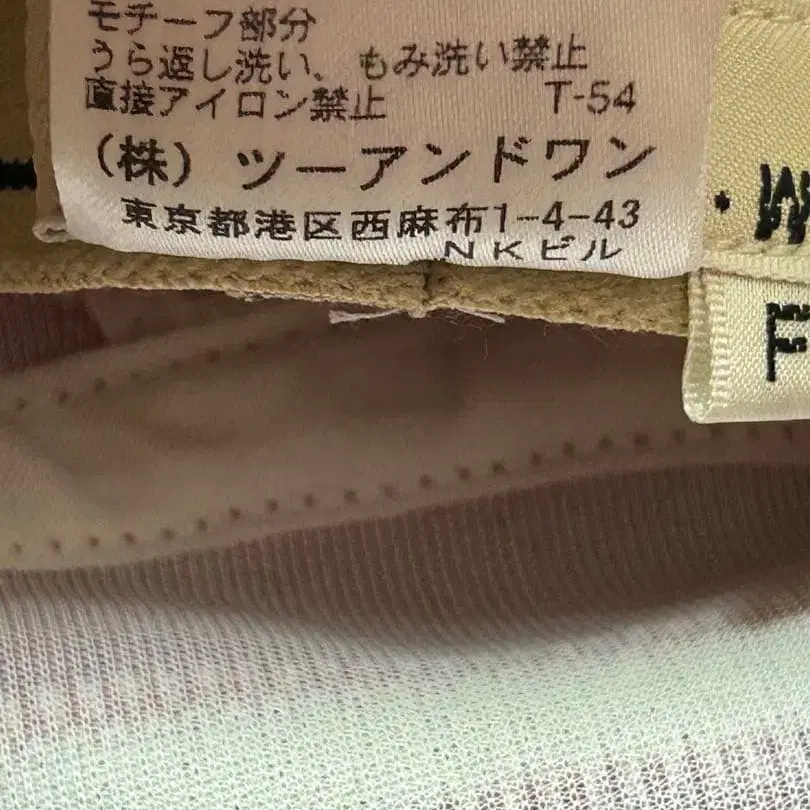 モチーフ部分
うら返し洗い、もみ洗い禁止
直接アイロン禁止 T-54
(株) ツーアンドワン
東京都港区西麻布1-4-43
NKビル